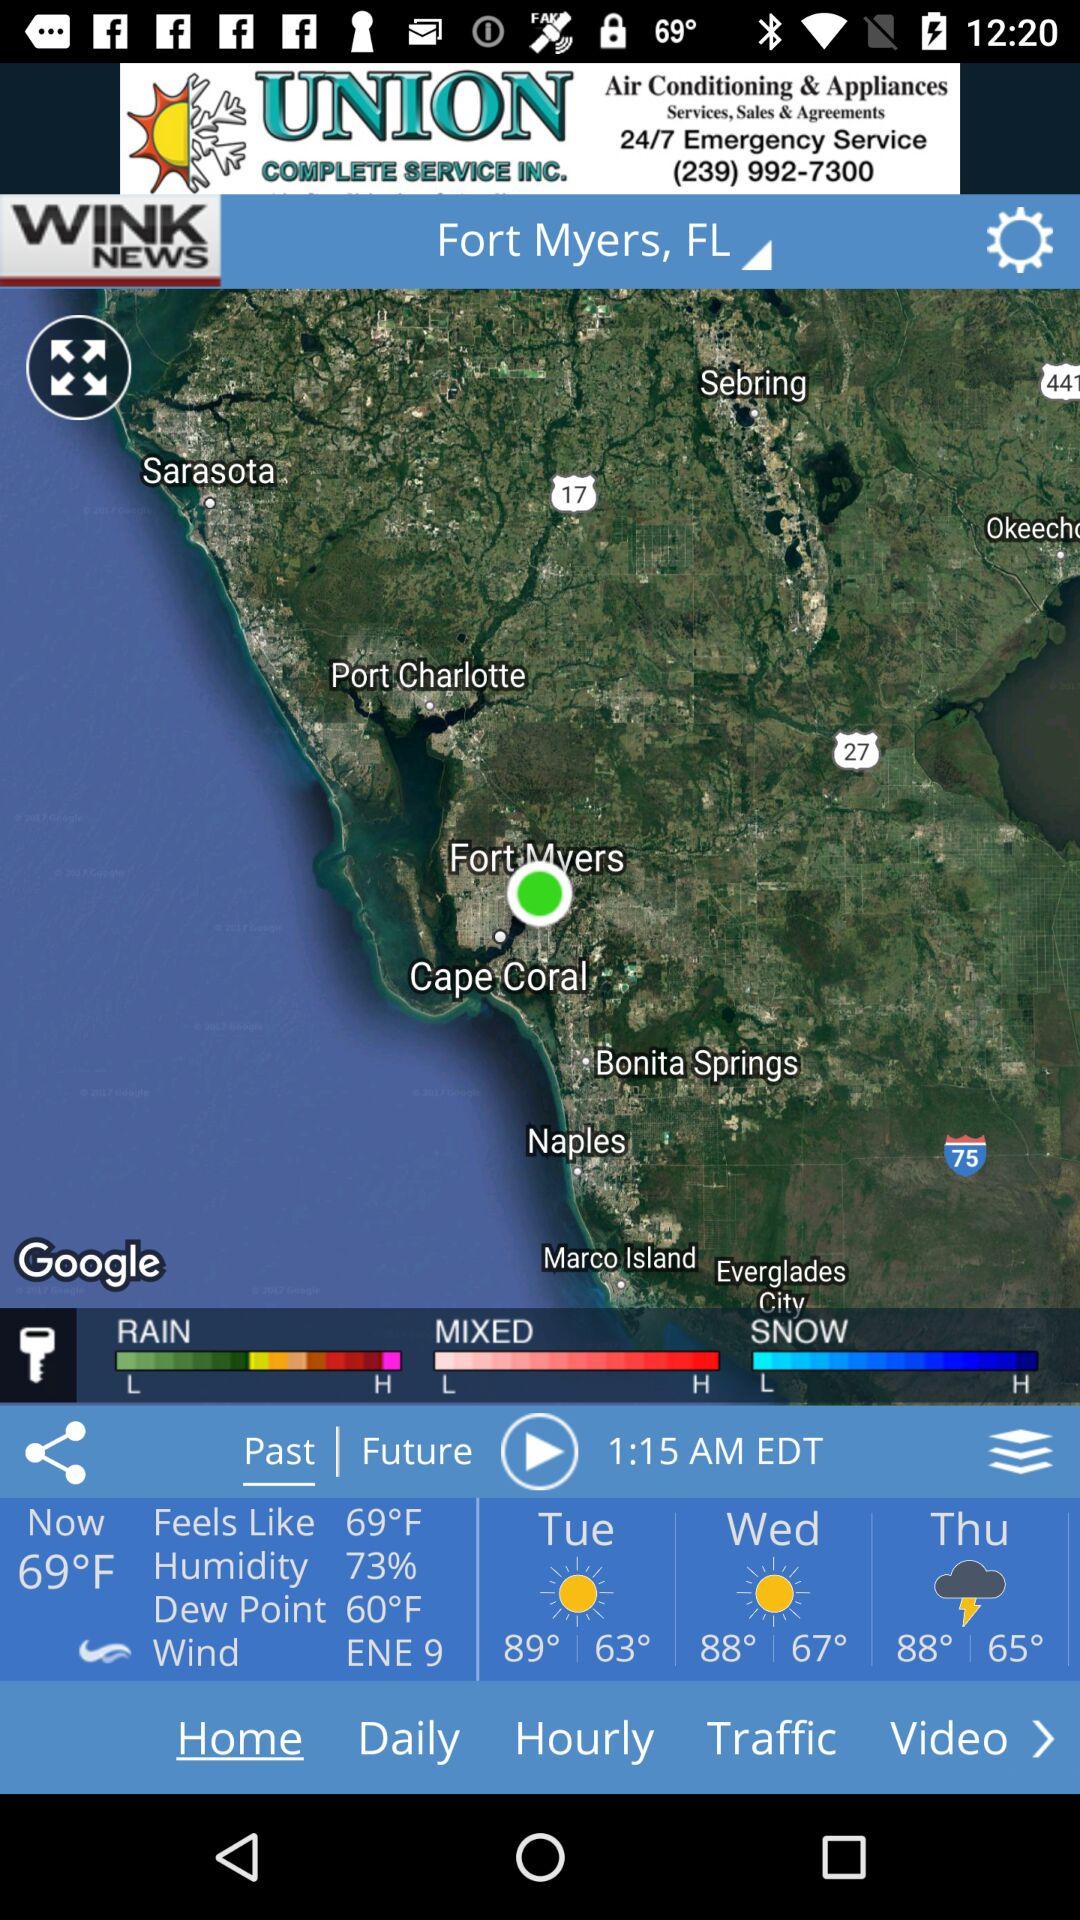 FAKE 69° 12:20
UNION
COMPLETE SERVICE INC.
Air Conditioning & Appliances
Services, Sales & Agreements
24/7 Emergency Service
(239) 992-7300
WINK
NEWS
Fort Myers, FL
Sebring
441
Sarasota
17
Okeecho
Port Charlotte
27
Fort Myers
Cape Coral
Bonita Springs
Naples
75
Marco Island
Everglades
City
Google
RAIN MIXED SNOW
L H L H L H
Past Future 1:15 AM EDT
Now
69°F
Feels Like 69°F
Humidity 73%
Dew Point 60°F
Wind ENE 9
Tue Wed Thu
89° 63° 88° 67° 88° 65°
Home Daily Hourly Traffic Video